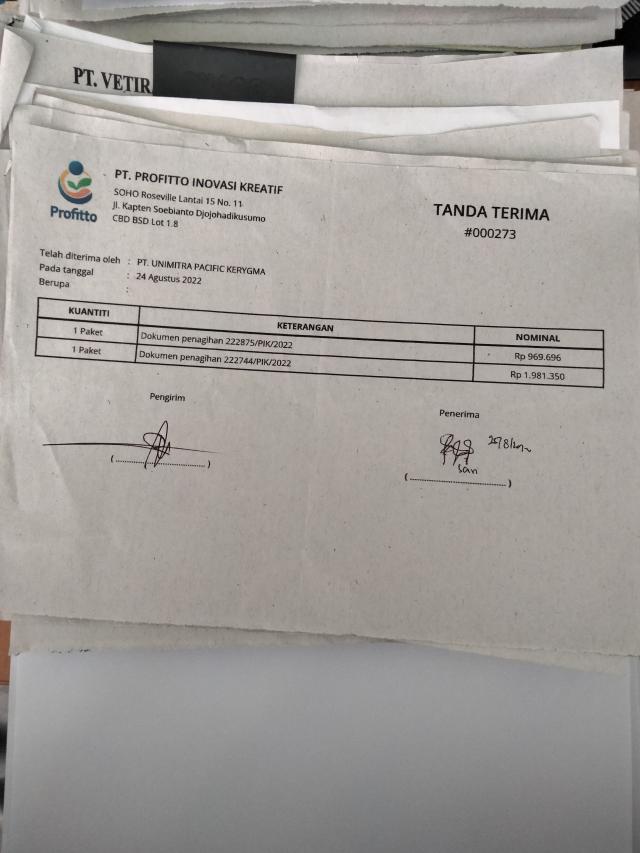 PT. VETIR
Profitto
PT. PROFITTO INOVASI KREATIF
SOHO Roseville Lantai 15 No. 11
Jl. Kapten Soebianto Djojohadikusumo
CBD BSD Lot 1.8
TANDA TERIMA
#000273
Telah diterima oleh : PT. UNIMITRA PACIFIC KERYGMA
Pada tanggal : 24 Agustus 2022
Berupa :
KUANTITI KETERANGAN NOMINAL
1 Paket Dokumen penagihan 222875/PIK/2022 Rp 969.696
1 Paket Dokumen penagihan 222744/PIK/2022 Rp 1.981.350
Pengirim
Penerima
(........................)
san
(........................)